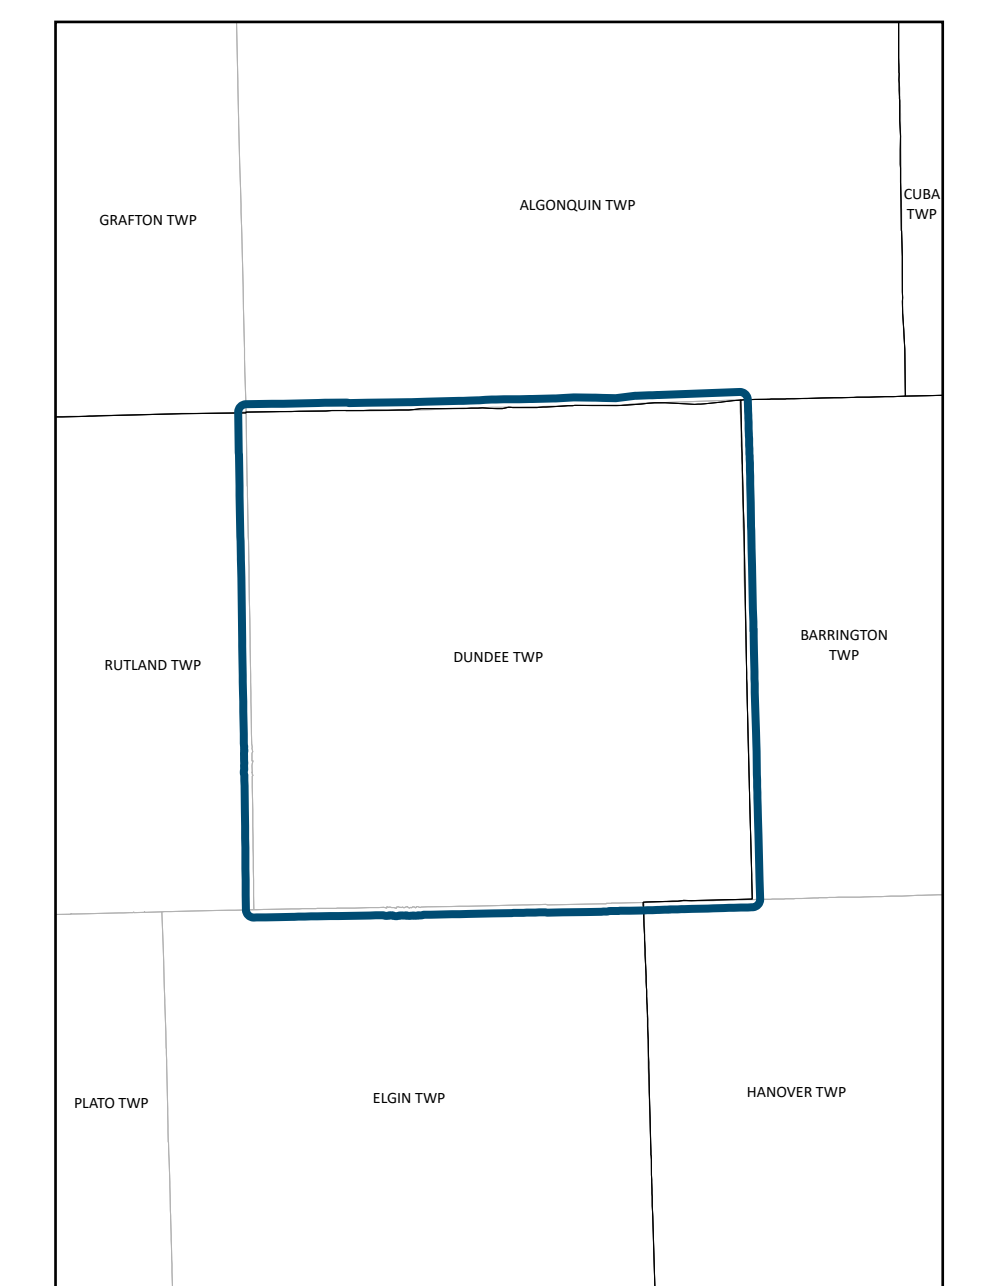 GRAFTON TWP
ALGONQUIN TWP
CUBA
TWP
RUTLAND TWP
DUNDEE TWP
BARRINGTON
TWP
PLATO TWP
ELGIN TWP
HANOVER TWP